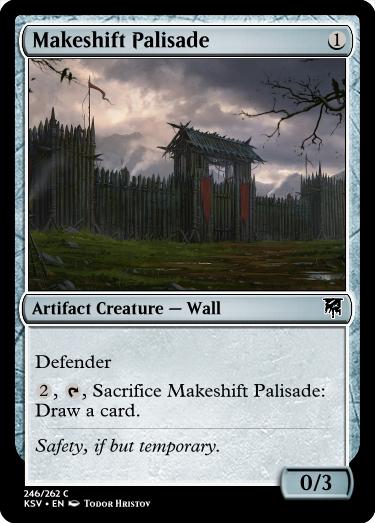 Makeshift Palisade 1
Artifact Creature — Wall
Defender
2, , Sacrifice Makeshift Palisade:
Draw a card.
Safety, if but temporary.
0/3
246/262 C
KSV • EN Todor Hristov